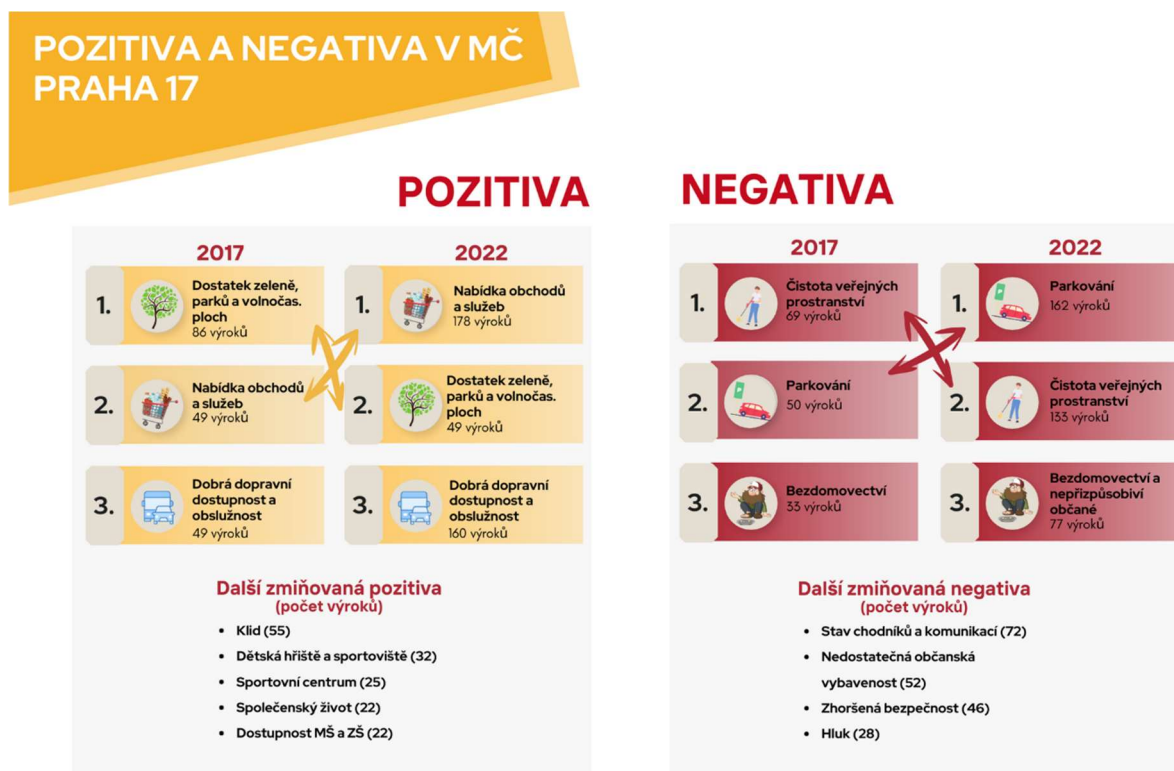 POZITIVA A NEGATIVA V MČ
PRAHA 17
POZITIVA
2017
1.
Dostatek zeleně,
parků a volnočas.
ploch
86 výroků
2.
Nabídka obchodů
a služeb
49 výroků
3.
Dobrá dopravní
dostupnost a
obslužnost
49 výroků
2022
1.
Nabídka obchodů
a služeb
178 výroků
2.
Dostatek zeleně,
parků a volnočas.
ploch
49 výroků
3.
Dobrá dopravní
dostupnost a
obslužnost
160 výroků
Další zmiňovaná pozitiva
(počet výroků)
• Klid (55)
• Dětská hřiště a sportoviště (32)
• Sportovní centrum (25)
• Společenský život (22)
• Dostupnost MŠ a ZŠ (22)
NEGATIVA
2017
1.
Čistota veřejných
prostranství
69 výroků
2.
Parkování
50 výroků
3.
Bezdomovectví
33 výroků
2022
1.
Parkování
162 výroků
2.
Čistota veřejných
prostranství
133 výroků
3.
Bezdomovectví a
nepřizpůsobiví
občané
77 výroků
Další zmiňovaná negativa
(počet výroků)
• Stav chodníků a komunikací (72)
• Nedostatečná občanská
vybavenost (52)
• Zhoršená bezpečnost (46)
• Hluk (28)